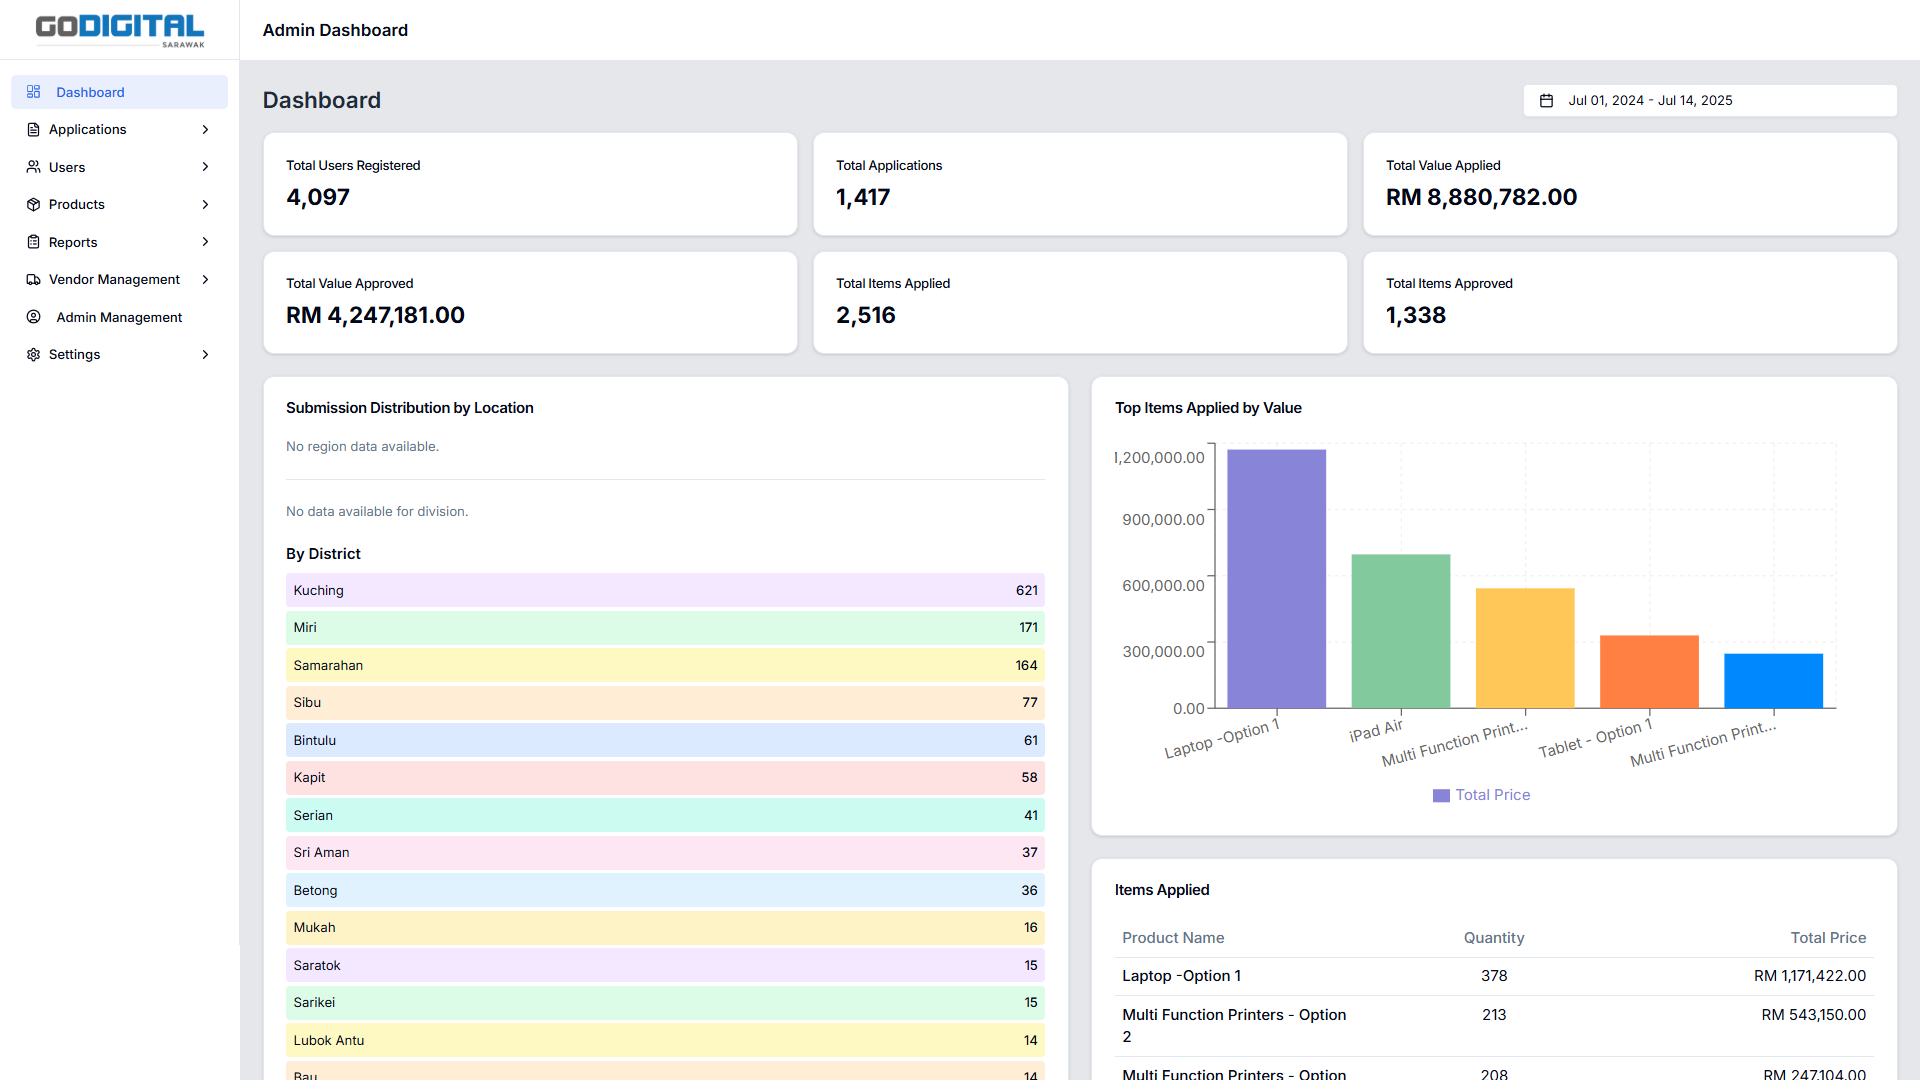 GODIGITAL
SARAWAK
Admin Dashboard
Dashboard
Applications
Users
Products
Reports
Vendor Management
Admin Management
Settings
Dashboard
Jul 01, 2024 - Jul 14, 2025
Total Users Registered
4,097
Total Applications
1,417
Total Value Applied
RM 8,880,782.00
Total Value Approved
RM 4,247,181.00
Total Items Applied
2,516
Total Items Approved
1,338
Submission Distribution by Location
No region data available.
No data available for division.
By District
Kuching 621
Miri 171
Samarahan 164
Sibu 77
Bintulu 61
Kapit 58
Serian 41
Sri Aman 37
Betong 36
Mukah 16
Saratok 15
Sarikei 15
Lubok Antu 14
Bau 14
Top Items Applied by Value
1,200,000.00
900,000.00
600,000.00
300,000.00
0.00
Laptop -Option 1
iPad Air
Multi Function Print...
Tablet - Option 1
Multi Function Print...
Total Price
Items Applied
Product Name Quantity Total Price
Laptop -Option 1 378 RM 1,171,422.00
Multi Function Printers - Option 213 RM 543,150.00
2
Multi Function Printers - Option 208 RM 247,104.00